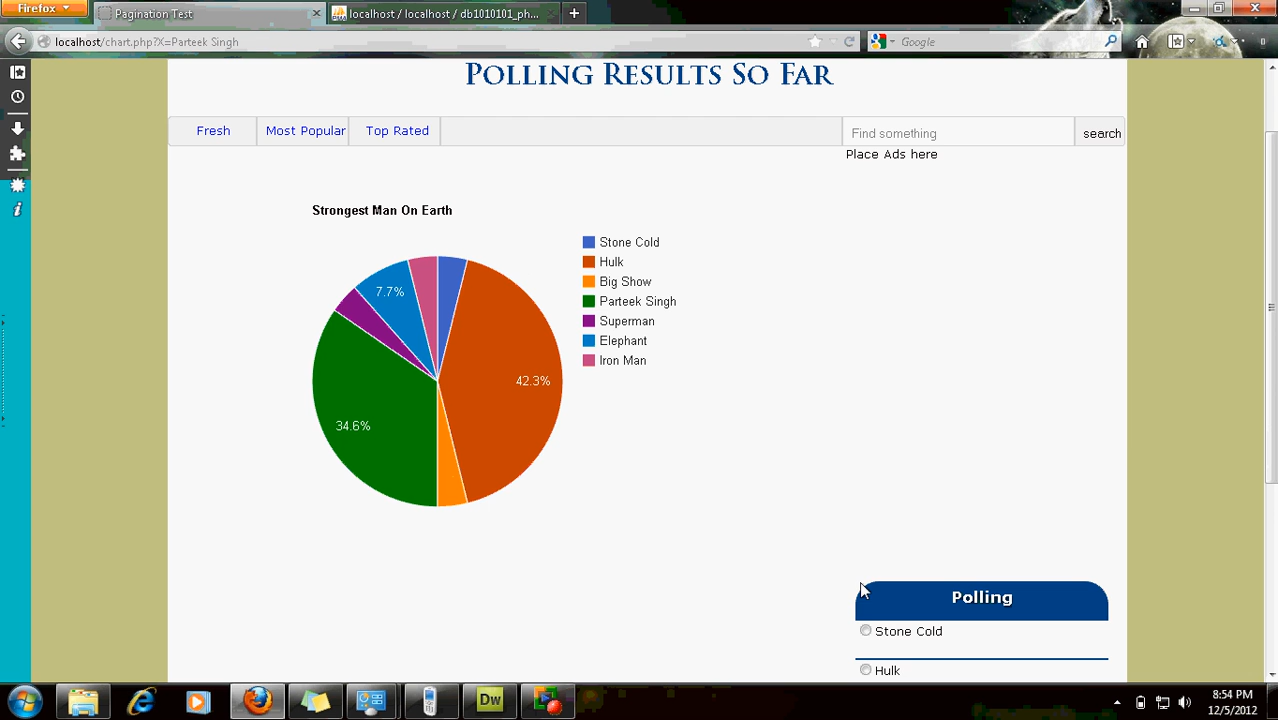 Firefox
Pagination Test
localhost / localhost / db1010101_ph...
localhost/chart.php?X=Parteek Singh
Google
POLLING RESULTS SO FAR
Fresh
Most Popular
Top Rated
Find something
search
Place Ads here
Strongest Man On Earth
Stone Cold
Hulk
Big Show
Parteek Singh
Superman
Elephant
Iron Man
7.7%
42.3%
34.6%
Polling
Stone Cold
Hulk
Dw
8:54 PM
12/5/2012